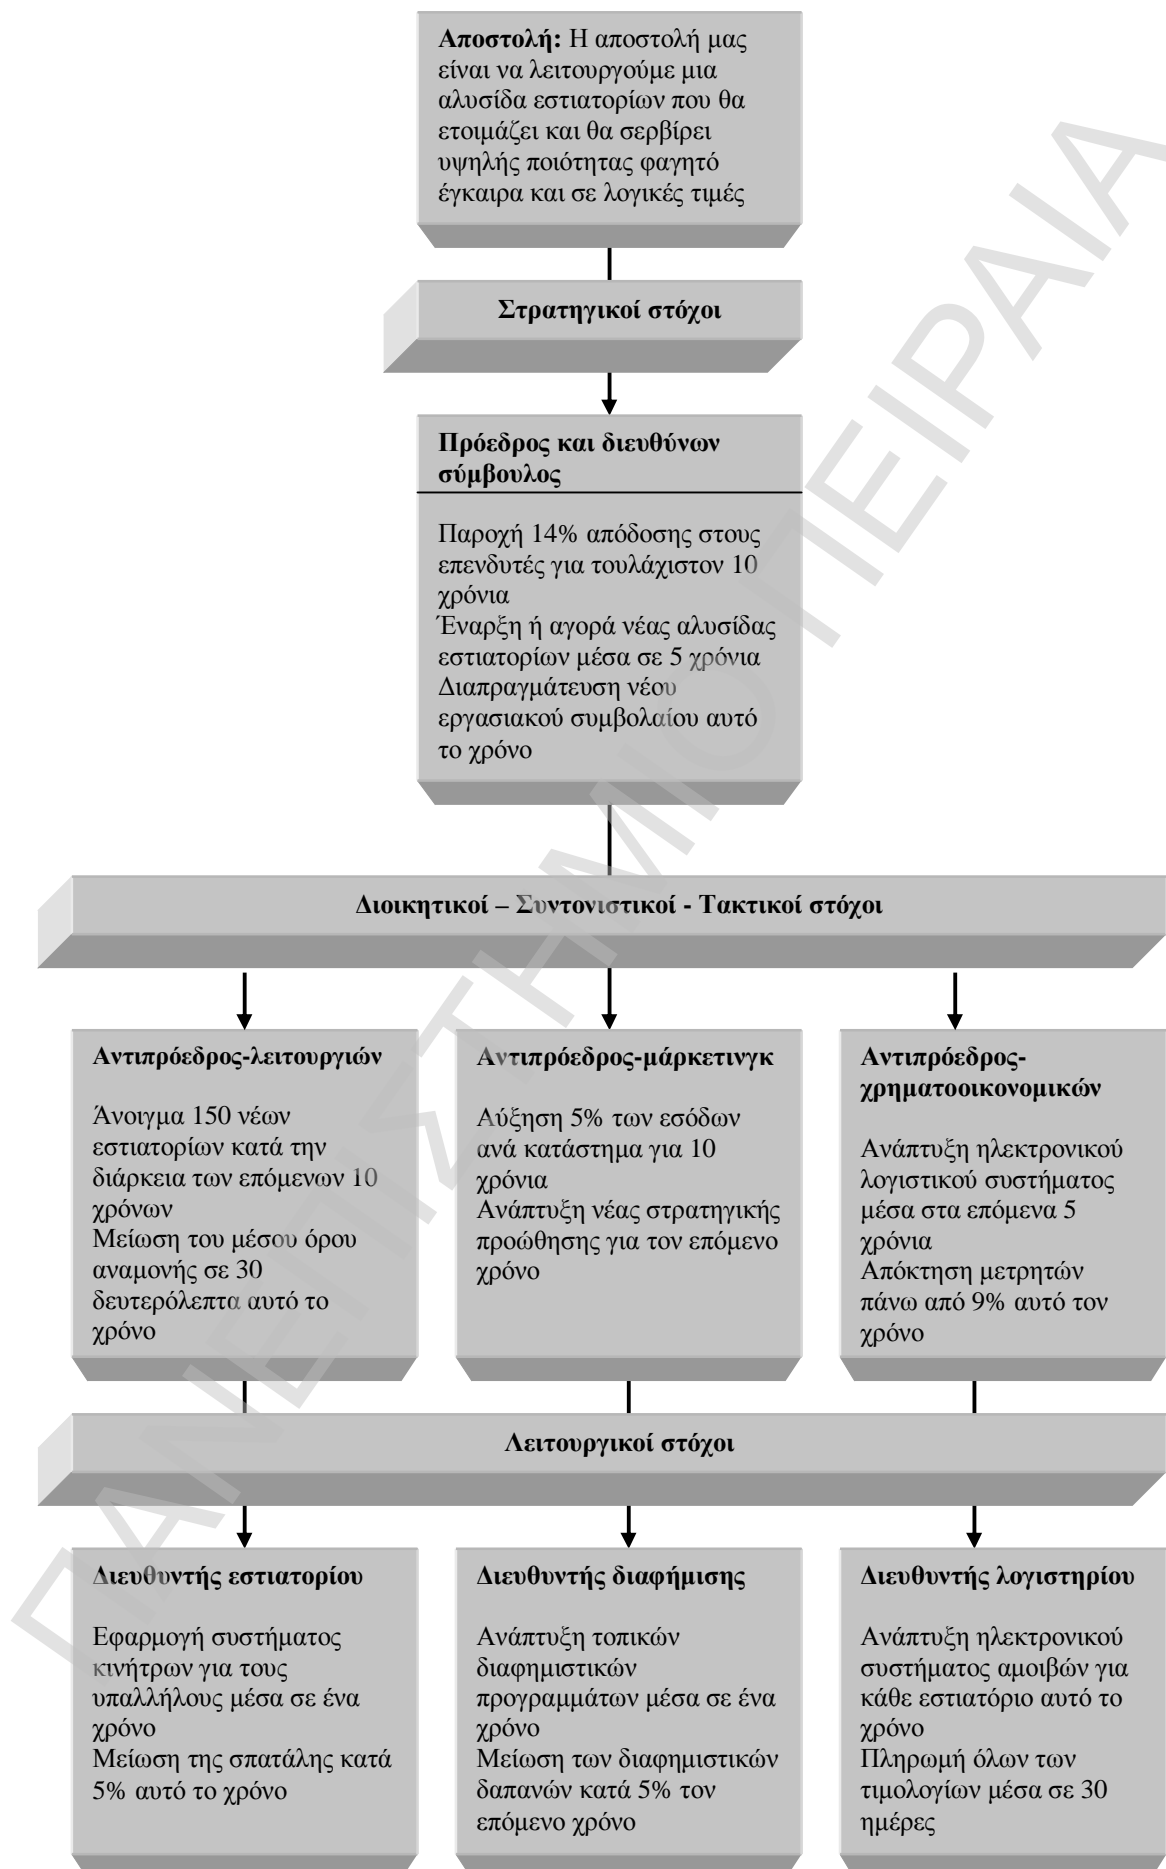 Αποστολή: Η αποστολή μας
είναι να λειτουργούμε μια
αλυσίδα εστιατορίων που θα
ετοιμάζει και θα σερβίρει
υψηλής ποιότητας φαγητό
έγκαιρα και σε λογικές τιμές
Στρατηγικοί στόχοι
Πρόεδρος και διευθύνων
σύμβουλος
Παροχή 14% απόδοσης στους
επενδυτές για τουλάχιστον 10
χρόνια
Έναρξη ή αγορά νέας αλυσίδας
εστιατορίων μέσα σε 5 χρόνια
Διαπραγμάτευση νέου
εργασιακού συμβολαίου αυτό
το χρόνο
Διοικητικοί – Συντονιστικοί - Τακτικοί στόχοι
Αντιπρόεδρος-λειτουργιών
Άνοιγμα 150 νέων
εστιατορίων κατά την
διάρκεια των επόμενων 10
χρόνων
Μείωση του μέσου όρου
αναμονής σε 30
δευτερόλεπτα αυτό το
χρόνο
Αντιπρόεδρος-μάρκετινγκ
Αύξηση 5% των εσόδων
ανά κατάστημα για 10
χρόνια
Ανάπτυξη νέας στρατηγικής
προώθησης για τον επόμενο
χρόνο
Αντιπρόεδρος-
χρηματοοικονομικών
Ανάπτυξη ηλεκτρονικού
λογιστικού συστήματος
μέσα στα επόμενα 5
χρόνια
Απόκτηση μετρητών
πάνω από 9% αυτό τον
χρόνο
Λειτουργικοί στόχοι
Διευθυντής εστιατορίου
Εφαρμογή συστήματος
κινήτρων για τους
υπαλλήλους μέσα σε ένα
χρόνο
Μείωση της σπατάλης κατά
5% αυτό το χρόνο
Διευθυντής διαφήμισης
Ανάπτυξη τοπικών
διαφημιστικών
προγραμμάτων μέσα σε ένα
χρόνο
Μείωση των διαφημιστικών
δαπανών κατά 5% τον
επόμενο χρόνο
Διευθυντής λογιστηρίου
Ανάπτυξη ηλεκτρονικού
συστήματος αμοιβών για
κάθε εστιατόριο αυτό το
χρόνο
Πληρωμή όλων των
τιμολογίων μέσα σε 30
ημέρες
ΠΑΝΕΠΙΣΤΗΜΙΟ ΠΕΙΡΑΙΑ